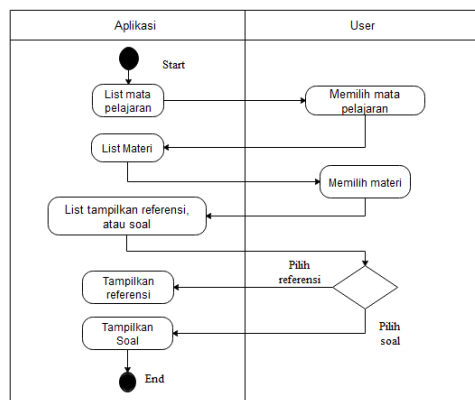 Aplikasi
User
Start
List mata
pelajaran
Memilih mata
pelajaran
List Materi
Memilih materi
List tampilkan referensi,
atau soal
Pilih
referensi
Tampilkan
referensi
Tampilkan
Soal
Pilih
soal
End